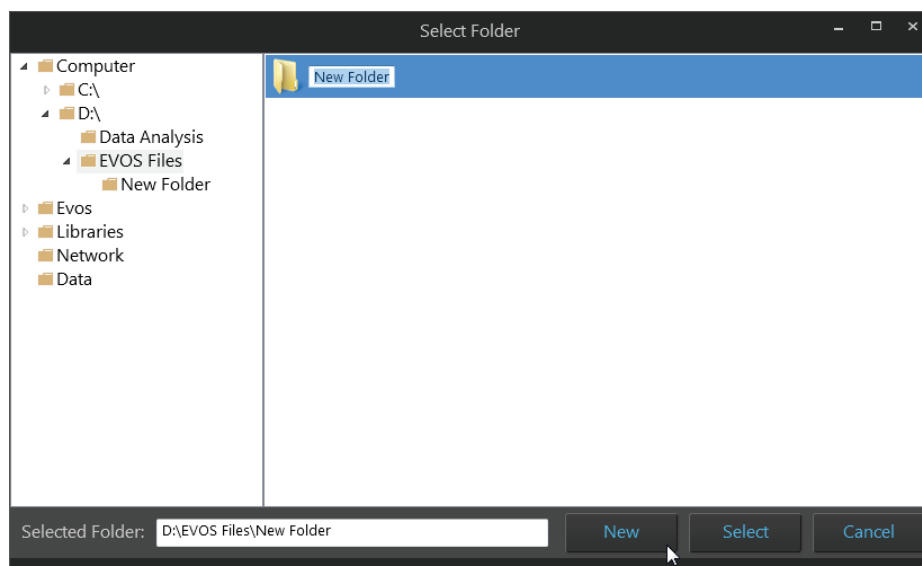 Select Folder
Computer
C:\
D:\
Data Analysis
EVOS Files
New Folder
Evos
Libraries
Network
Data
New Folder
Selected Folder: D:\EVOS Files\New Folder New Select Cancel